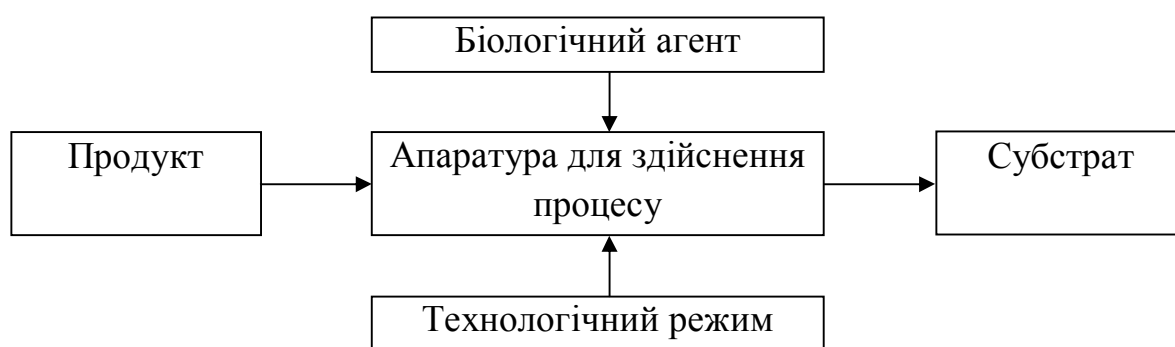 Біологічний агент
Продукт
Апаратура для здійснення
процесу
Субстрат
Технологічний режим